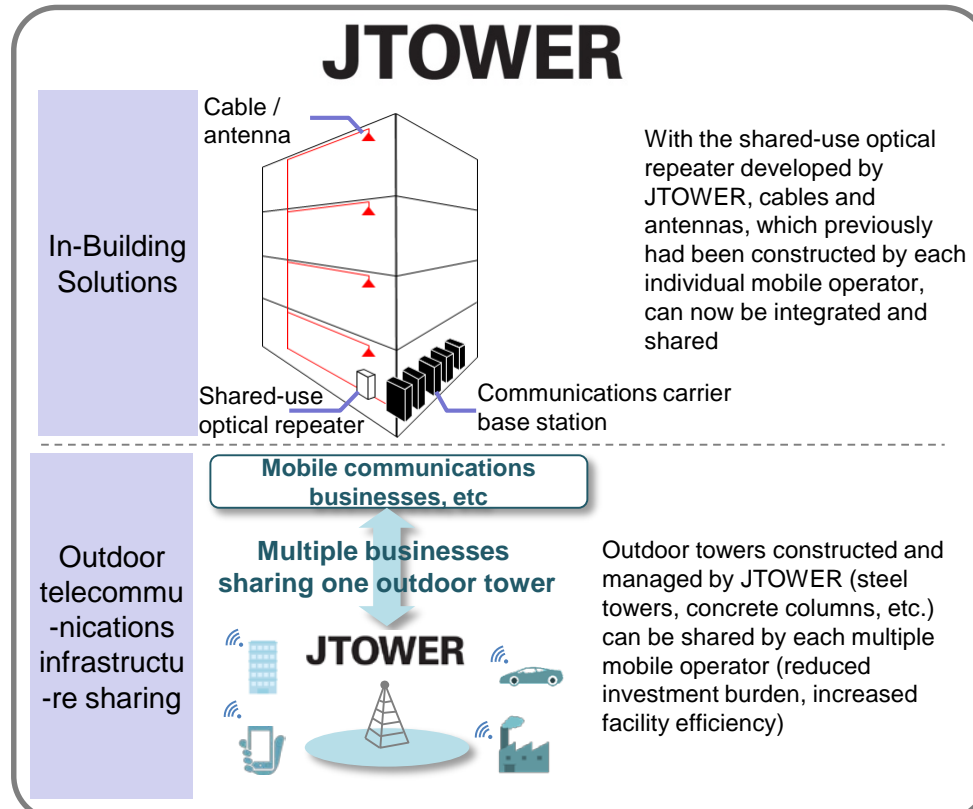 JTOWER
In-Building
Solutions
Cable /
antenna
Shared-use
optical repeater
Communications carrier
base station
With the shared-use optical
repeater developed by
JTOWER, cables and
antennas, which previously
had been constructed by each
individual mobile operator,
can now be integrated and
shared
Outdoor
telecommu
-nications
infrastructu
-re sharing
Mobile communications
businesses, etc
Multiple businesses
sharing one outdoor tower
JTOWER
Outdoor towers constructed and
managed by JTOWER (steel
towers, concrete columns, etc.)
can be shared by each multiple
mobile operator (reduced
investment burden, increased
facility efficiency)